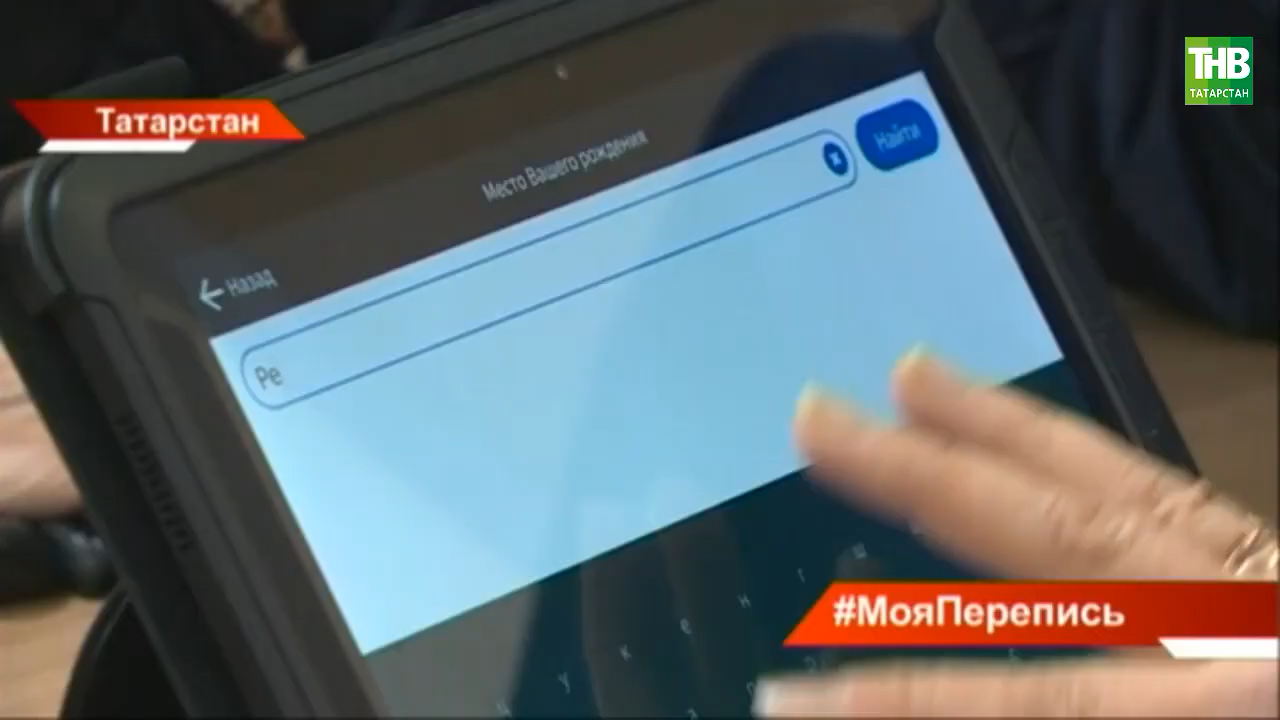 ТНВ
ТАТАРСТАН
Татарстан
Место Вашего рождения
Найти
Назад
Ре
у к е н г ш
#МояПерепись